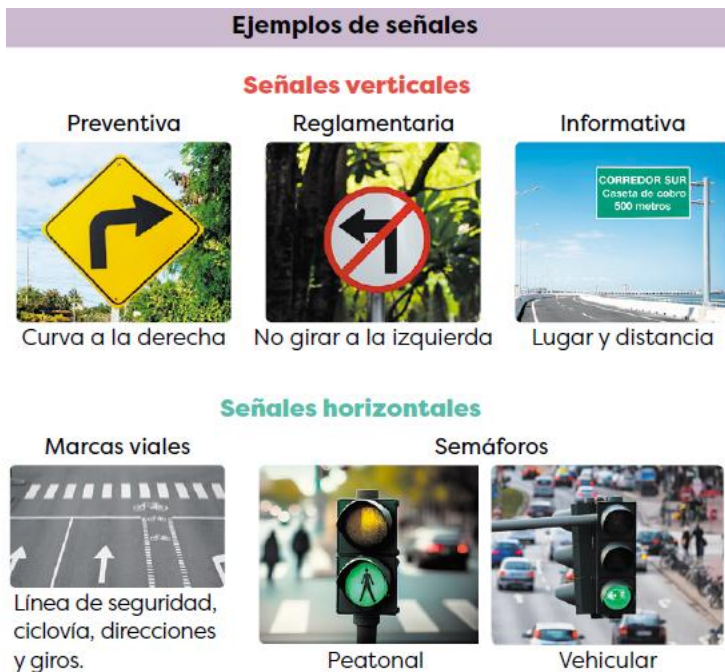 Ejemplos de señales
Señales verticales
Preventiva
Reglamentaria
Informativa
CORREDOR SUR
Caseta de cobro
500 metros
Curva a la derecha
No girar a la izquierda
Lugar y distancia
Señales horizontales
Marcas viales
Semáforos
Línea de seguridad,
ciclovía, direcciones
y giros.
Peatonal
Vehicular